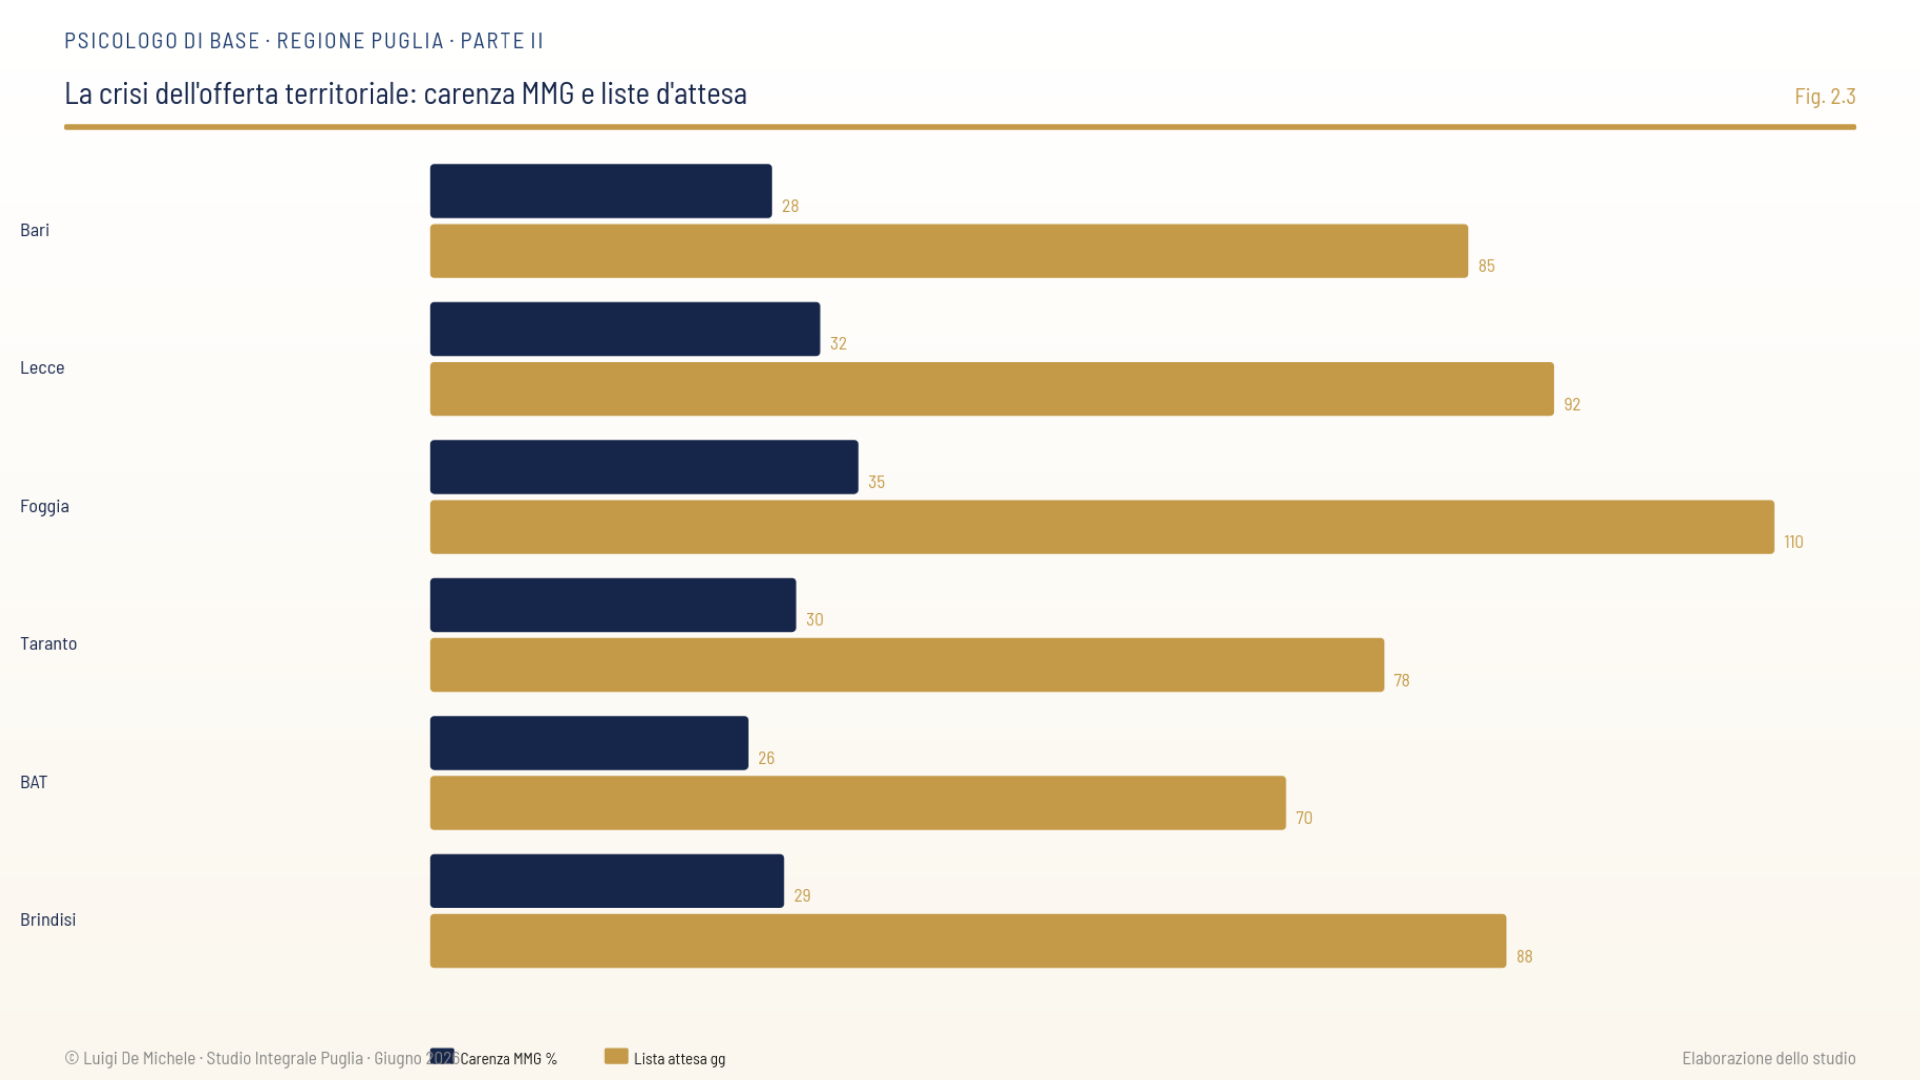 PSICOLOGO DI BASE · REGIONE PUGLIA · PARTE II
La crisi dell'offerta territoriale: carenza MMG e liste d'attesa
Fig. 2.3
28
Bari
85
32
Lecce
92
35
Foggia
110
30
Taranto
78
26
BAT
70
29
Brindisi
88
© Luigi De Michele · Studio Integrale Puglia · Giugno 2026
Carenza MMG %
Lista attesa gg
Elaborazione dello studio